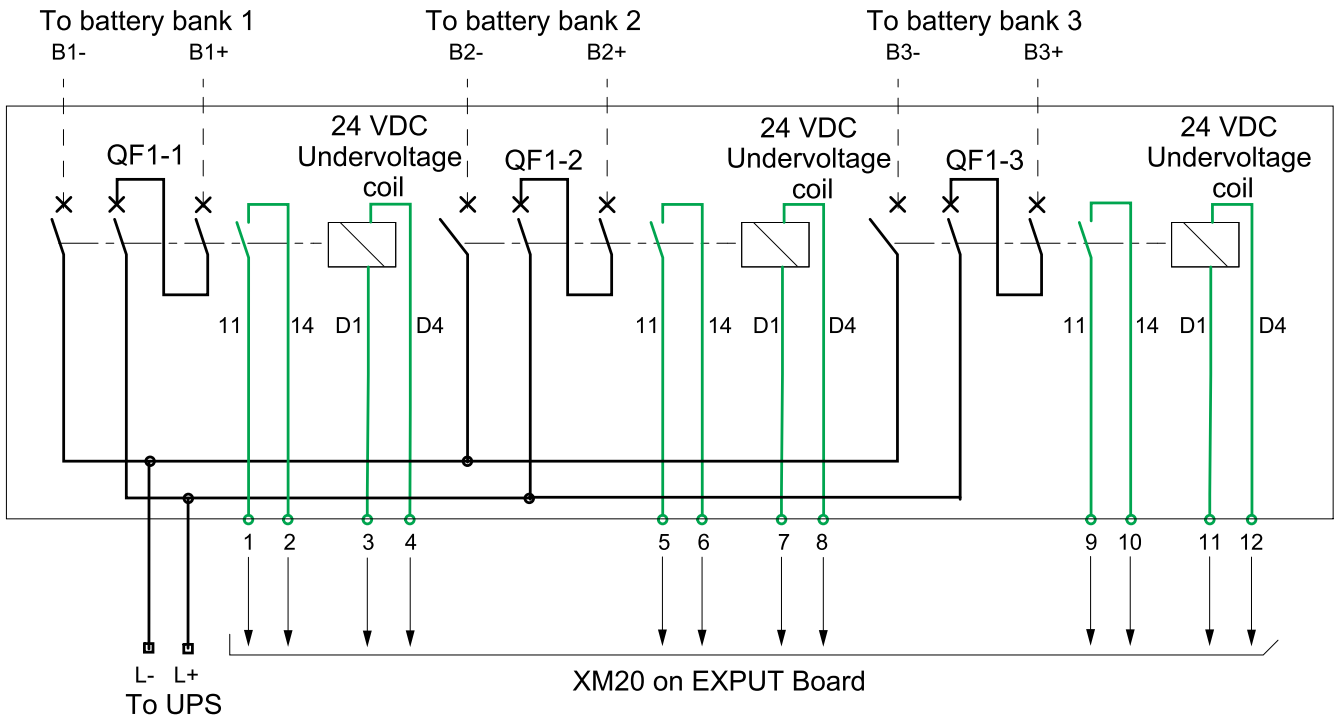 To battery bank 1
To battery bank 2
To battery bank 3
B1-
B1+
B2-
B2+
B3-
B3+
QF1-1
24 VDC
Undervoltage
coil
QF1-2
24 VDC
Undervoltage
coil
QF1-3
24 VDC
Undervoltage
coil
11
14
D1
D4
11
14
D1
D4
11
14
D1
D4
1
2
3
4
5
6
7
8
9
10
11
12
L-
L+
To UPS
XM20 on EXPUT Board